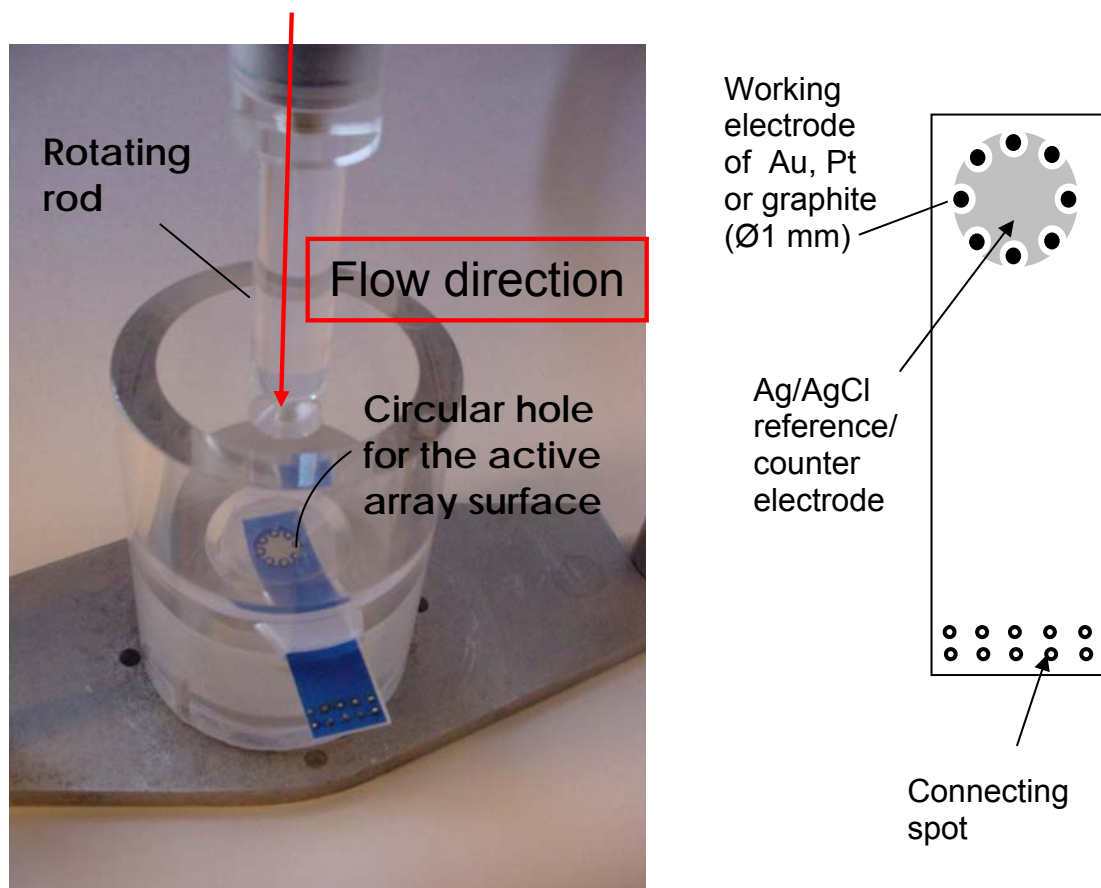 Rotating
rod
Flow direction
Circular hole
for the active
array surface
Working
electrode
of Au, Pt
or graphite
(Ø1 mm)
Ag/AgCl
reference/
counter
electrode
Connecting
spot